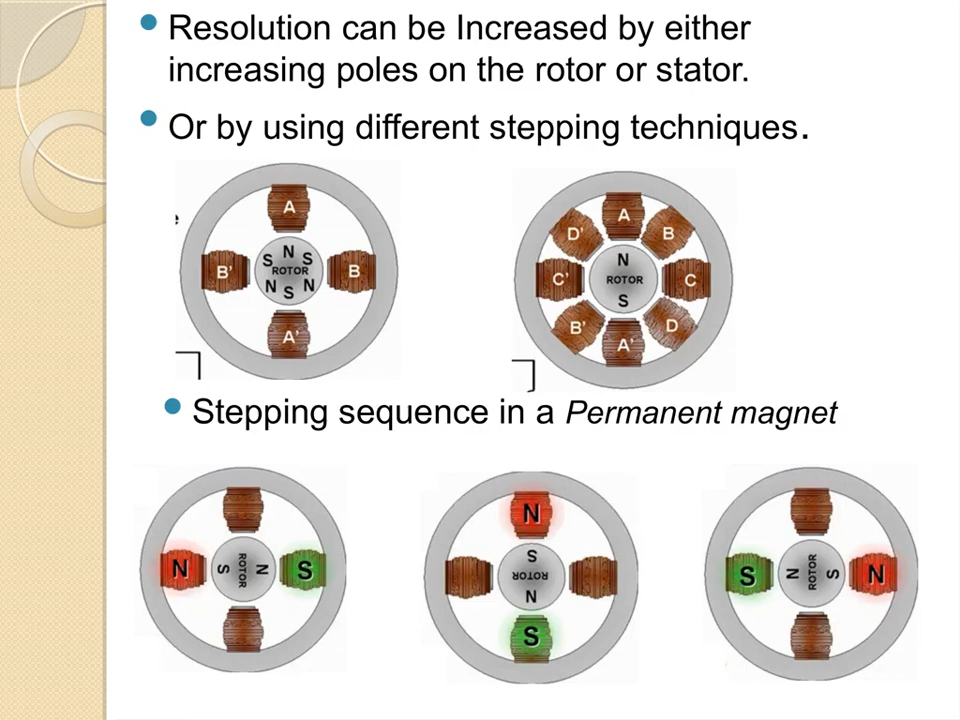 Resolution can be Increased by either
increasing poles on the rotor or stator.
Or by using different stepping techniques.
e
A
S N S
B' ROTOR B
N S N
A'
A
D' B
N
C' ROTOR C
S
B' D
A'
Stepping sequence in a Permanent magnet
N S ROTOR N S
N
S
ROTOR
N
S
S N ROTOR S N